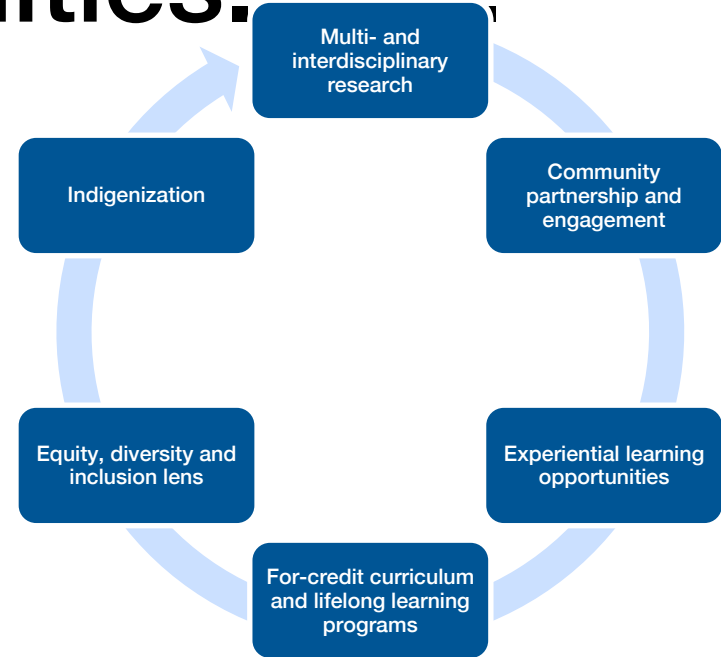 Multi- and
interdisciplinary
research
Community
partnership and
engagement
Experiential learning
opportunities
For-credit curriculum
and lifelong learning
programs
Equity, diversity and
inclusion lens
Indigenization